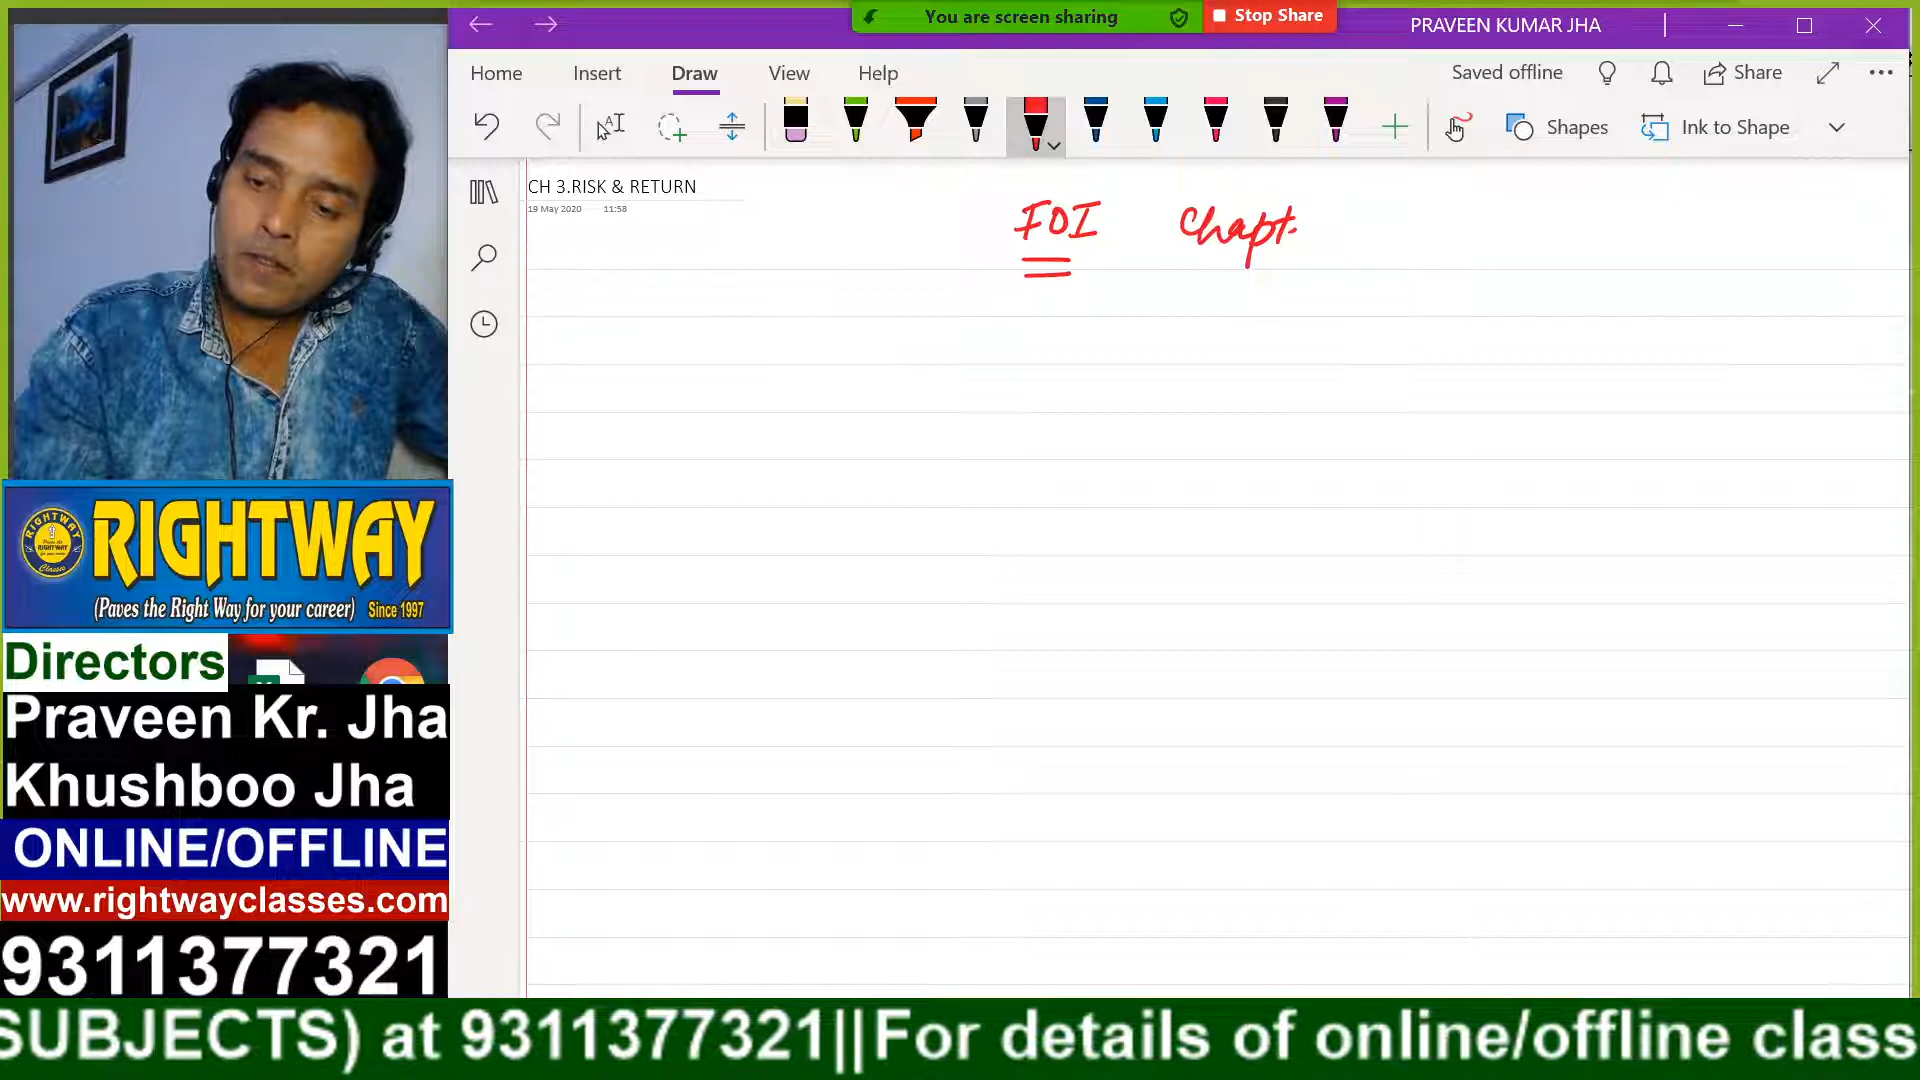 You are screen sharing
Stop Share
PRAVEEN KUMAR JHA
Home Insert Draw View Help
Saved offline Share
Shapes Ink to Shape
CH 3.RISK & RETURN
19 May 2020 11:58
FOI Chapt.
RIGHTWAY
RIGHTWAY
Classes
(Paves the Right Way for your career) Since 1997
Directors
Praveen Kr. Jha
Khushboo Jha
ONLINE/OFFLINE
www.rightwayclasses.com
9311377321
SUBJECTS) at 9311377321||For details of online/offline class